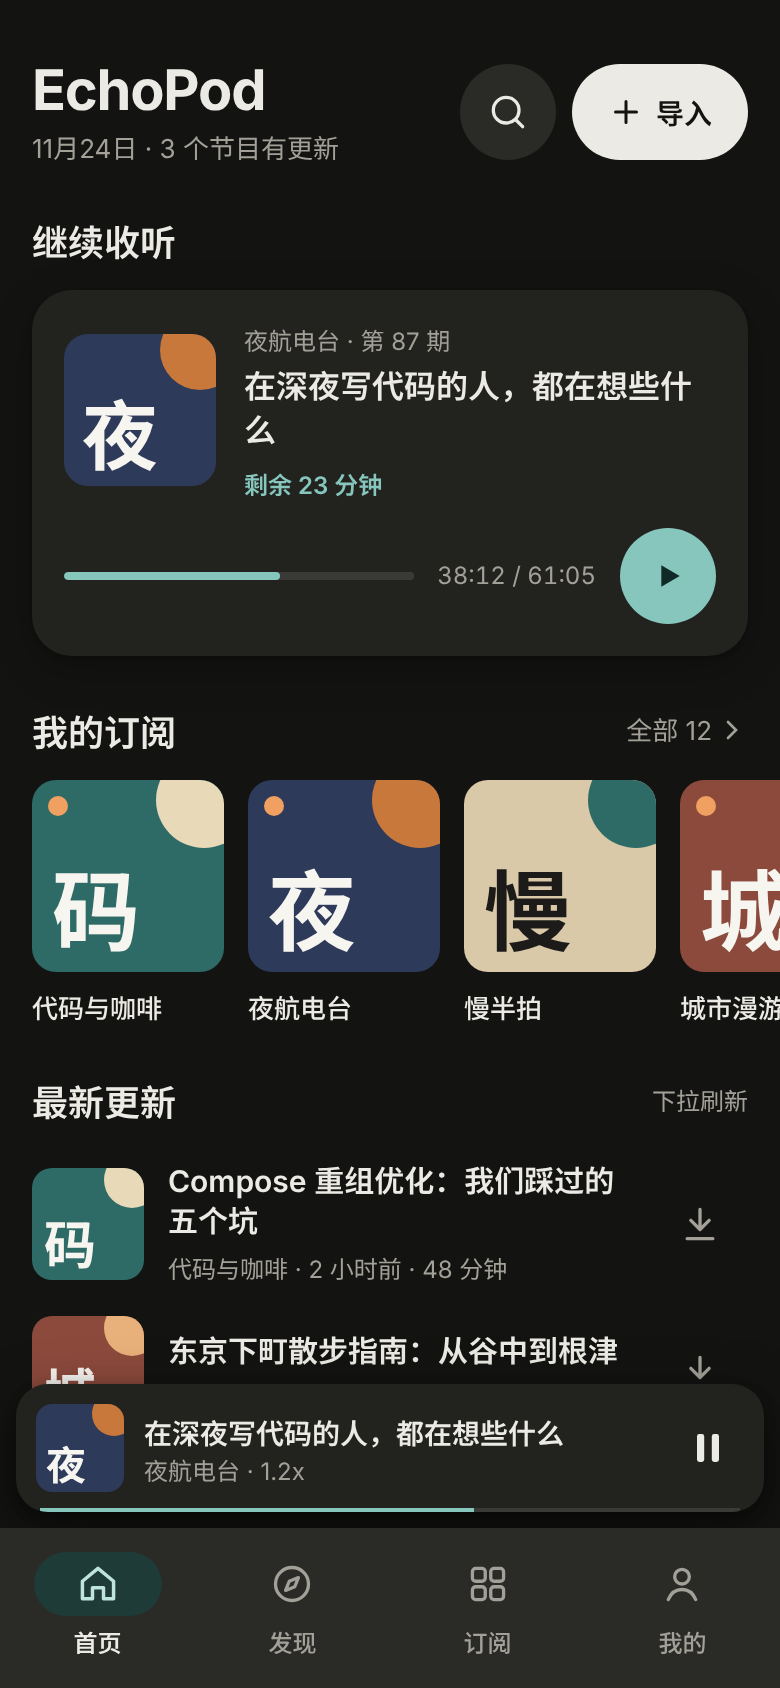 EchoPod
11月24日 · 3 个节目有更新
导入
继续收听
夜
夜航电台 · 第 87 期
在深夜写代码的人，都在想些什
么
剩余 23 分钟
38:12 / 61:05
我的订阅
全部 12
码
夜
慢
城
代码与咖啡
夜航电台
慢半拍
城市漫游
最新更新
下拉刷新
码
Compose 重组优化：我们踩过的
五个坑
代码与咖啡 · 2 小时前 · 48 分钟
城
东京下町散步指南：从谷中到根津
夜
在深夜写代码的人，都在想些什么
夜航电台 · 1.2x
首页
发现
订阅
我的